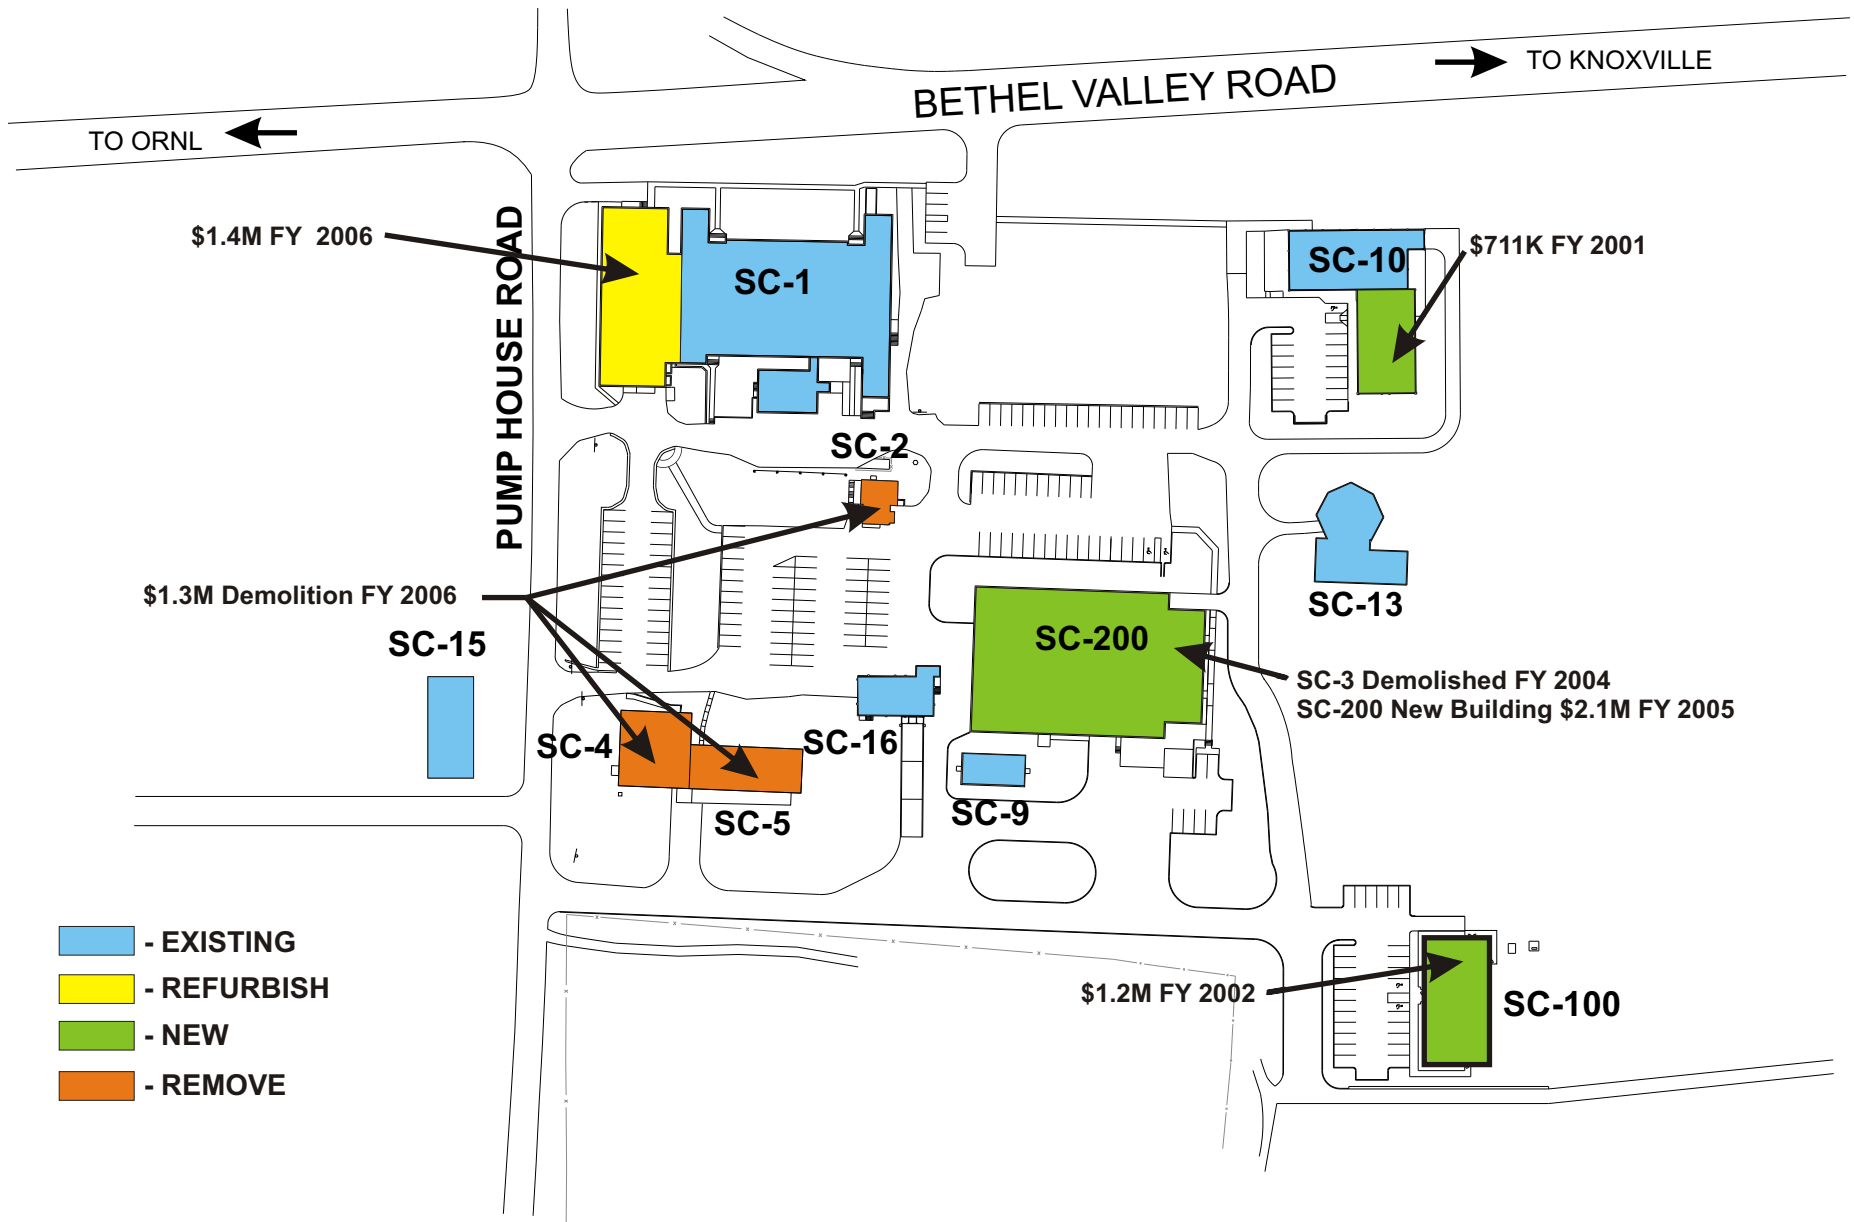 TO KNOXVILLE
BETHEL VALLEY ROAD
TO ORNL
PUMP HOUSE ROAD
$1.4M FY 2006
SC-1
SC-10
$711K FY 2001
SC-2
$1.3M Demolition FY 2006
SC-15
SC-13
SC-200
SC-3 Demolished FY 2004
SC-200 New Building $2.1M FY 2005
SC-4
SC-16
SC-5
SC-9
- EXISTING
- REFURBISH
- NEW
- REMOVE
$1.2M FY 2002
SC-100